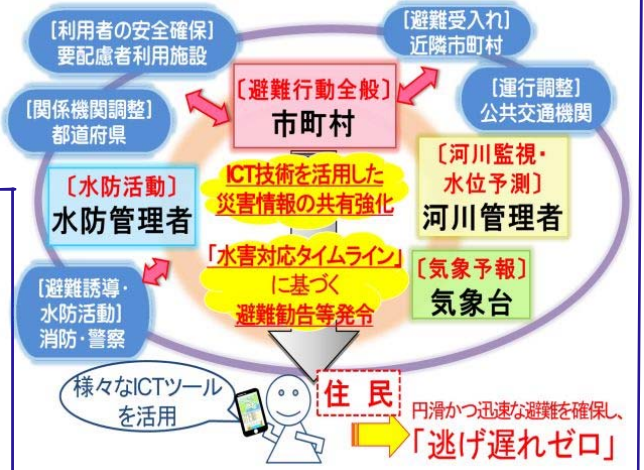 [利用者の安全確保]
要配慮者利用施設
[避難受入れ]
近隣市町村
[関係機関調整]
都道府県
[避難行動全般]
市町村
[運行調整]
公共交通機関
[水防活動]
水防管理者
ICT技術を活用した
災害情報の共有強化
[河川監視・
水位予測]
河川管理者
「水害対応タイムライン」
に基づく
避難勧告等発令
[気象予報]
気象台
[避難誘導・
水防活動]
消防・警察
様々なICTツール
を活用
住民
円滑かつ迅速な避難を確保し、
「逃げ遅れゼロ」